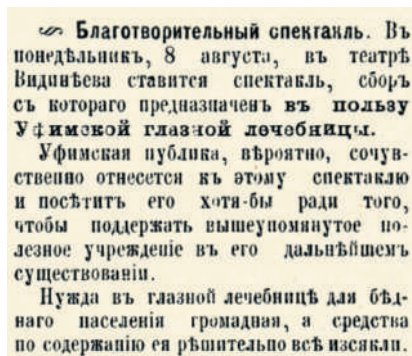 Благотворительный спектакль. Въ
понедѣльникъ, 8 августа, въ театрѣ
Видинѣева ставится спектакль, сборъ
съ котораго предназначенъ въ пользу
Уфимской глазной лечебницы.
Уфимская публика, вѣроятно, сочув-
ственно отнесется къ этому спектаклю
и посѣтитъ его хотя-бы ради того,
чтобы поддержать вышеупомянутое по-
лезное учрежденіе въ его дальнѣйшемъ
существованіи.
Нужда въ глазной лечебницѣ для бѣд-
наго населенія громадная, а средства
по содержанію ея рѣшительно всѣ изсякли.